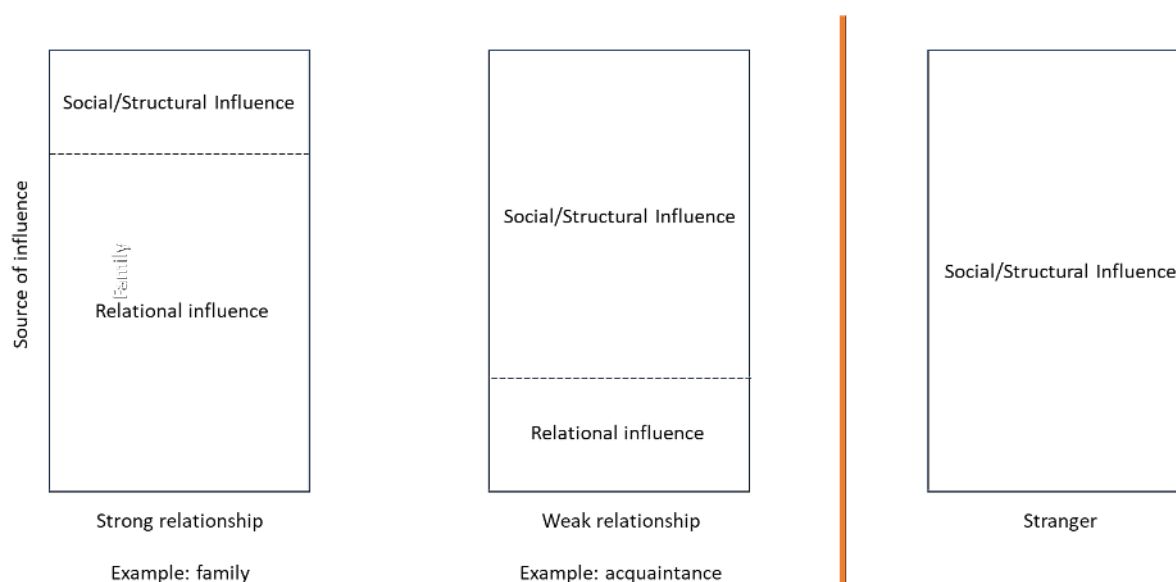 Social/Structural Influence
Source of influence
Family
Relational influence
Strong relationship
Example: family
Social/Structural Influence
Relational influence
Weak relationship
Example: acquaintance
Social/Structural Influence
Stranger